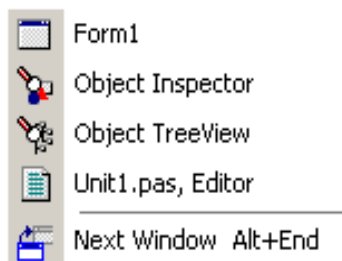 Form1
Object Inspector
Object TreeView
Unit1.pas, Editor
Next Window Alt+End